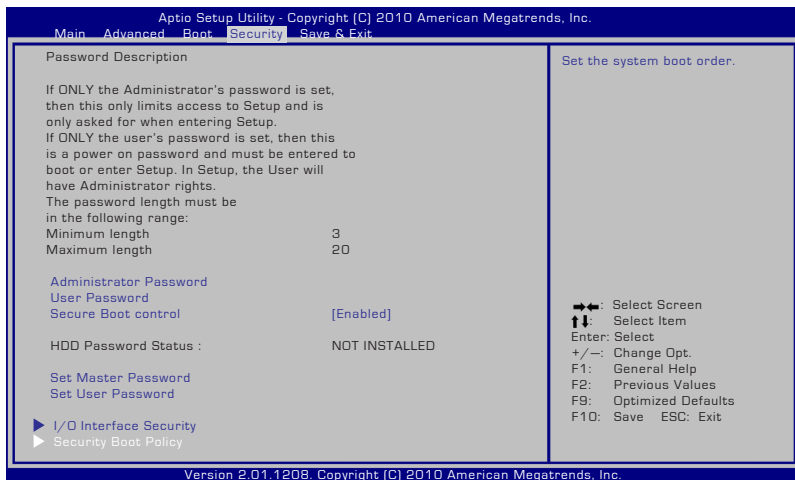 Aptio Setup Utility - Copyright (C) 2010 American Megatrends, Inc.
Main Advanced Boot Security Save & Exit
Password Description
If ONLY the Administrator's password is set,
then this only limits access to Setup and is
only asked for when entering Setup.
If ONLY the user's password is set, then this
is a power on password and must be entered to
boot or enter Setup. In Setup, the User will
have Administrator rights.
The password length must be
in the following range:
Minimum length 3
Maximum length 20
Administrator Password
User Password
Secure Boot control [Enabled]
HDD Password Status : NOT INSTALLED
Set Master Password
Set User Password
I/O Interface Security
Security Boot Policy
Set the system boot order.
→←: Select Screen
↑↓: Select Item
Enter: Select
+/—: Change Opt.
F1: General Help
F2: Previous Values
F9: Optimized Defaults
F10: Save ESC: Exit
Version 2.01.1208. Copyright (C) 2010 American Megatrends, Inc.